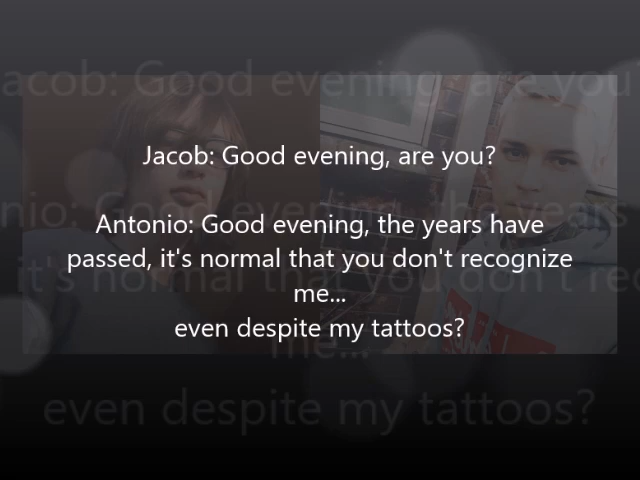 Jacob: Good evening, are you?
Antonio: Good evening, the years have
passed, it's normal that you don't recognize
me...
even despite my tattoos?